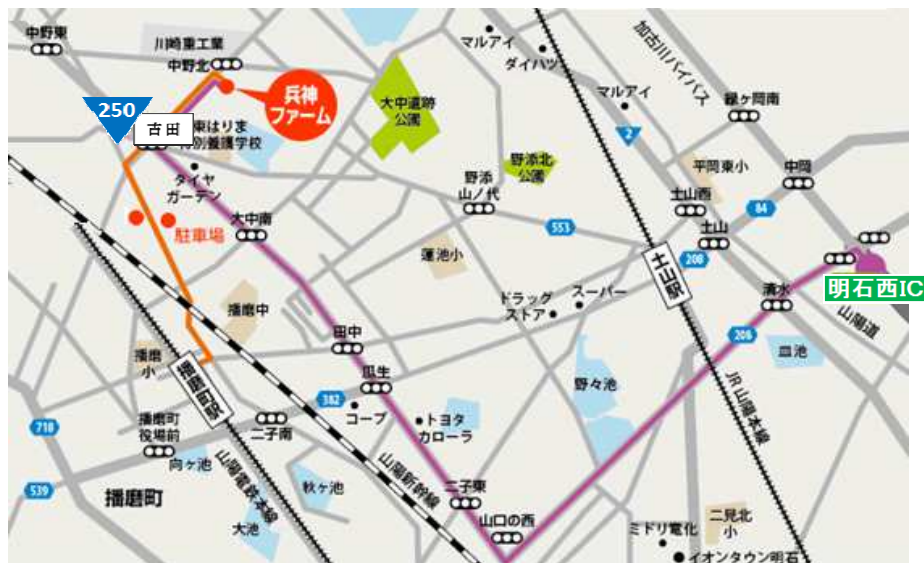 中野東
川崎重工業
中野北
兵神
ファーム
250
古田
東はりま
特別養護学校
大中遺跡
公園
マルアイ
ダイハツ
マルアイ
加古川バイパス
緑ヶ岡南
2
平岡東小
中岡
野添北
公園
野添
山ノ代
土山西
84
土山
タイヤ
ガーデン
大中南
553
駐車場
蓮池小
土山駅
208
明石西IC
清水
山陽道
ドラッグ
ストア
スーパー
206
皿池
播磨中
田中
播磨
小
播磨町駅
瓜生
382
コープ
野々池
JR山陽本線
トヨタ
カローラ
718
播磨町
役場前
二子南
向ヶ池
山陽電鉄本線
山陽新幹線
539
播磨町
秋ヶ池
大池
二子東
山口の西
二見北
小
ミドリ電化
イオンタウン明石